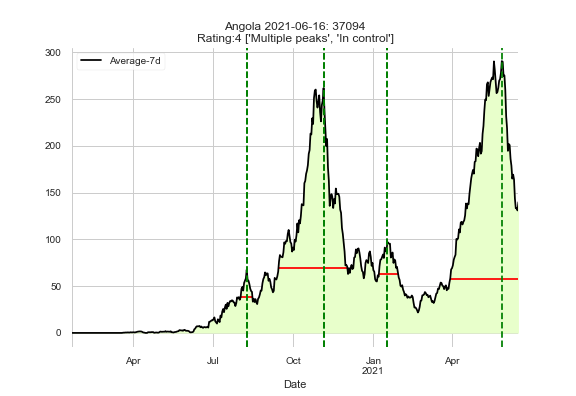 Angola 2021-06-16: 37094
Rating:4 ['Multiple peaks', 'In control']
Average-7d
300
250
200
150
100
50
0
Apr
Jul
Oct
Jan
2021
Apr
Date